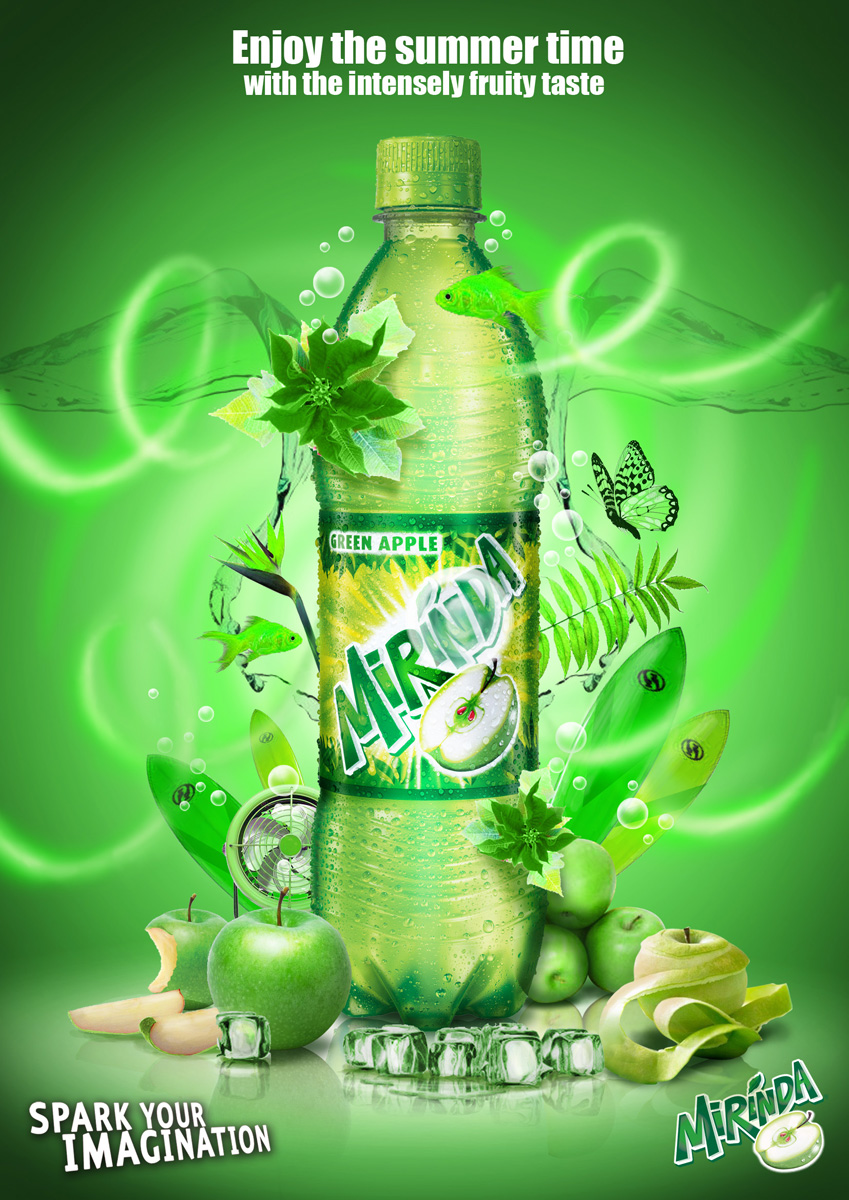 Enjoy the summer time
with the intensely fruity taste
GREEN APPLE
MiRiNDA
SPARK YOUR
IMAGINATION
MiRiNDA